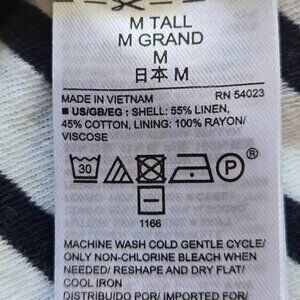 M TALL
M GRAND
M
日本 M
MADE IN VIETNAM RN 54023
■ US/GB/EG : SHELL: 55% LINEN,
45% COTTON, LINING: 100% RAYON/
VISCOSE
30 P ®
1166
MACHINE WASH COLD GENTLE CYCLE/
ONLY NON-CHLORINE BLEACH WHEN
NEEDED/ RESHAPE AND DRY FLAT/
COOL IRON
DISTRIBUIDO POR/ IMPORTED FOR/